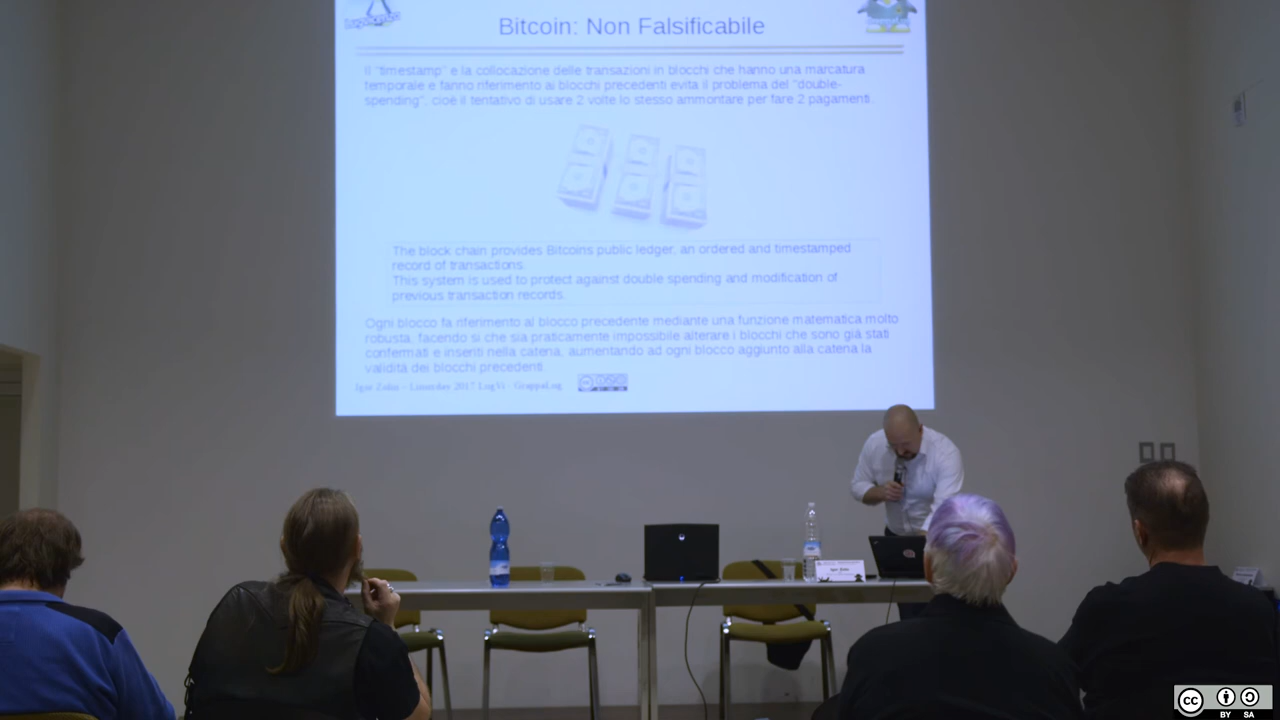 Bitcoin: Non Falsificabile
Il "timestamp" e la collocazione delle transazioni in blocchi che hanno una marcatura
temporale e fanno riferimento ai blocchi precedenti evita il problema del "double-
spending"; cioè il tentativo di usare 2 volte lo stesso ammontare per fare 2 pagamenti.
The block chain provides Bitcoins public ledger, an ordered and timestamped
record of transactions.
This system is used to protect against double spending and modification of
previous transaction records.
Ogni blocco fa riferimento al blocco precedente mediante una funzione matematica molto
robusta, facendo si che sia praticamente impossibile alterare i blocchi che sono già stati
confermati e inseriti nella catena, aumentando ad ogni blocco aggiunto alla catena la
validità dei blocchi precedenti.
2017
cc
BY SA